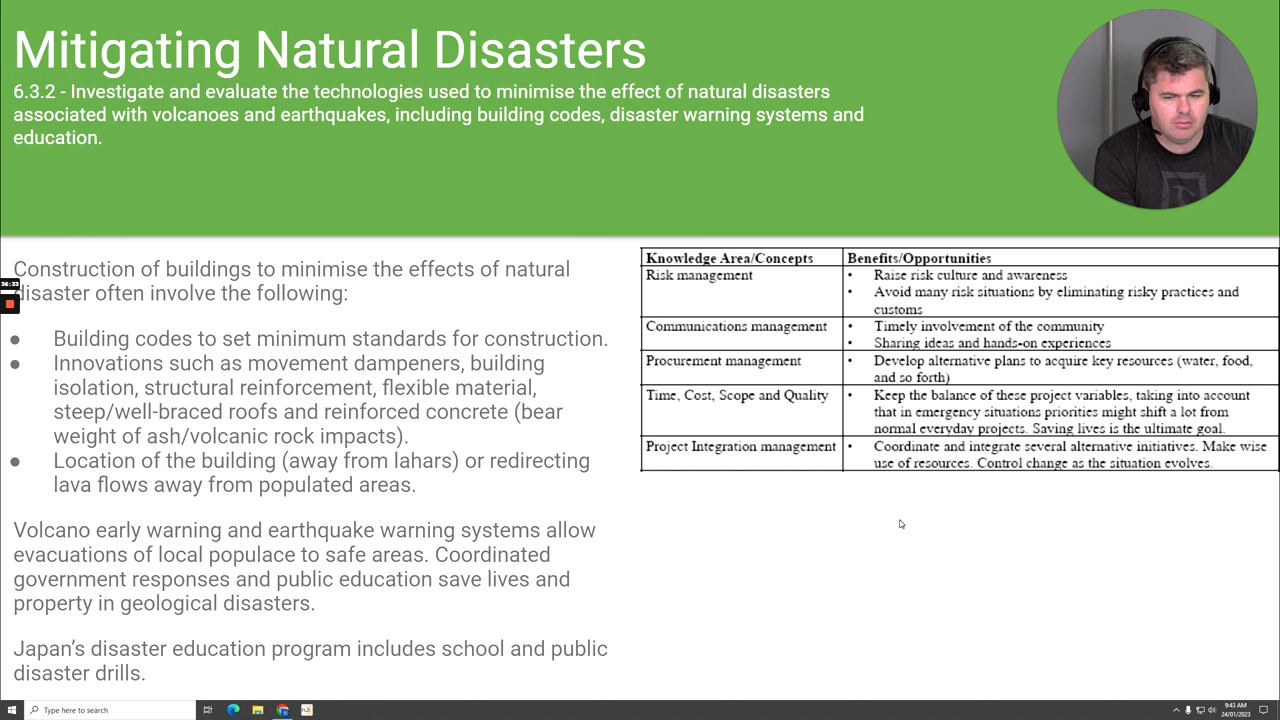 Mitigating Natural Disasters
6.3.2 - Investigate and evaluate the technologies used to minimise the effect of natural disasters
associated with volcanoes and earthquakes, including building codes, disaster warning systems and
education.
Construction of buildings to minimise the effects of natural
disaster often involve the following:
● Building codes to set minimum standards for construction.
● Innovations such as movement dampeners, building
isolation, structural reinforcement, flexible material,
steep/well-braced roofs and reinforced concrete (bear
weight of ash/volcanic rock impacts).
● Location of the building (away from lahars) or redirecting
lava flows away from populated areas.
Volcano early warning and earthquake warning systems allow
evacuations of local populace to safe areas. Coordinated
government responses and public education save lives and
property in geological disasters.
Japan’s disaster education program includes school and public
disaster drills.
36:33
Knowledge Area/Concepts Benefits/Opportunities
Risk management • Raise risk culture and awareness
• Avoid many risk situations by eliminating risky practices and
customs
Communications management • Timely involvement of the community
• Sharing ideas and hands-on experiences
Procurement management • Develop alternative plans to acquire key resources (water, food,
and so forth)
Time, Cost, Scope and Quality • Keep the balance of these project variables, taking into account
that in emergency situations priorities might shift a lot from
normal everyday projects. Saving lives is the ultimate goal.
Project Integration management • Coordinate and integrate several alternative initiatives. Make wise
use of resources. Control change as the situation evolves.
Type here to search
9:43 AM
24/01/2023